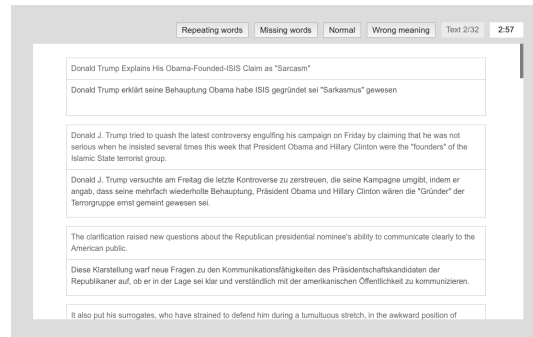 Repeating words Missing words Normal Wrong meaning Text 2/32 2:57
Donald Trump Explains His Obama-Founded-ISIS Claim as "Sarcasm"
Donald Trump erklärt seine Behauptung Obama habe ISIS gegründet sei "Sarkasmus" gewesen
Donald J. Trump tried to quash the latest controversy engulfing his campaign on Friday by claiming that he was not
serious when he insisted several times this week that President Obama and Hillary Clinton were the "founders" of the
Islamic State terrorist group.
Donald J. Trump versuchte am Freitag die letzte Kontroverse zu zerstreuen, die seine Kampagne umgibt, indem er
angab, dass seine mehrfach wiederholte Behauptung, Präsident Obama und Hillary Clinton wären die "Gründer" der
Terrorgruppe ernst gemeint gewesen sei.
The clarification raised new questions about the Republican presidential nominee's ability to communicate clearly to the
American public.
Diese Klarstellung warf neue Fragen zu den Kommunikationsfähigkeiten des Präsidentschaftskandidaten der
Republikaner auf, ob er in der Lage sei klar und verständlich mit der amerikanischen Öffentlichkeit zu kommunizieren.
It also put his surrogates, who have strained to defend him during a tumultuous stretch, in the awkward position of